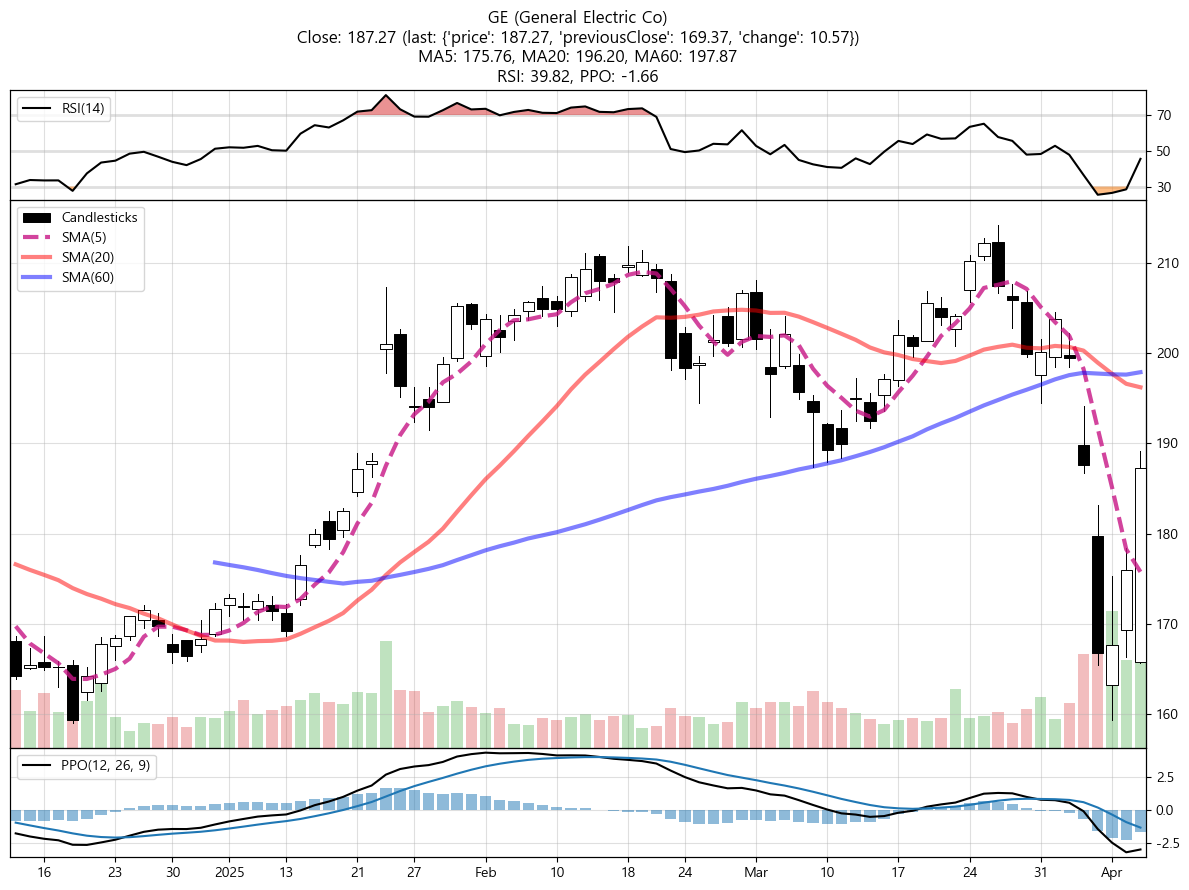 GE (General Electric Co)
Close: 187.27 (last: {'price': 187.27, 'previousClose': 169.37, 'change': 10.57})
MA5: 175.76, MA20: 196.20, MA60: 197.87
RSI: 39.82, PPO: -1.66
RSI(14)
70
50
30
Candlesticks
SMA(5)
SMA(20)
SMA(60)
210
200
190
180
170
160
PPO(12, 26, 9)
2.5
0.0
−2.5
16 23 30 2025 13 21 27 Feb 10 18 24 Mar 10 17 24 31 Apr